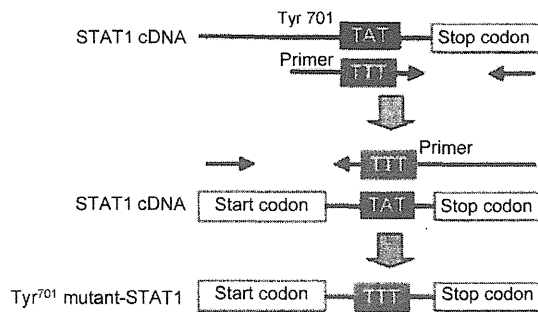 Tyr 701
STAT1 cDNA TAT Stop codon
Primer TTT
TTT Primer
STAT1 cDNA Start codon TAT Stop codon
Tyr701 mutant-STAT1 Start codon TTT Stop codon